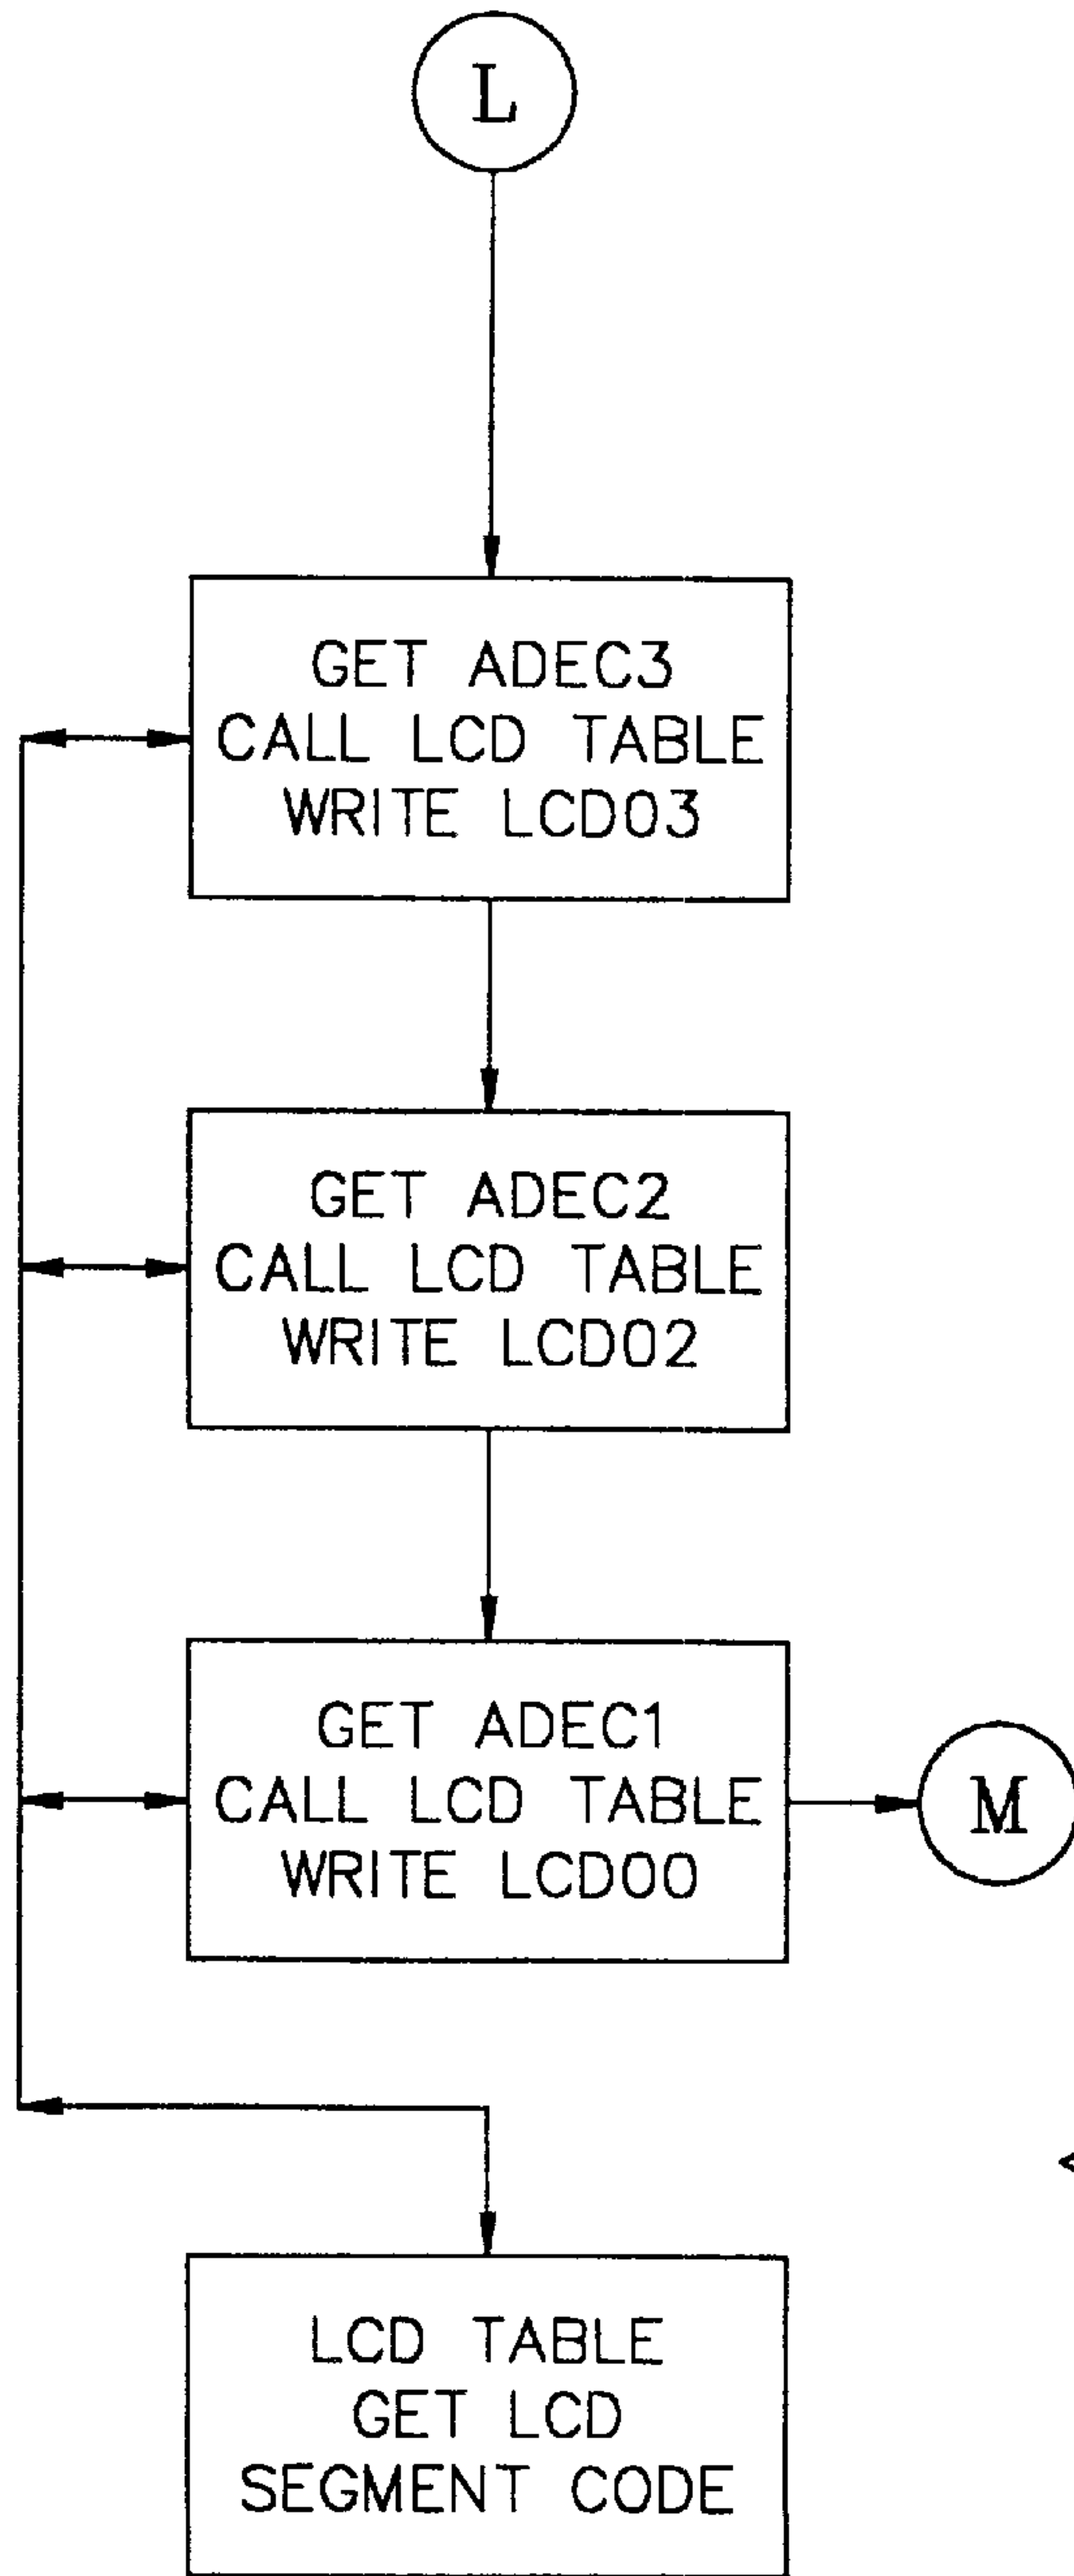 L
GET ADEC3
CALL LCD TABLE
WRITE LCD03
GET ADEC2
CALL LCD TABLE
WRITE LCD02
GET ADEC1
CALL LCD TABLE
WRITE LCD00
M
LCD TABLE
GET LCD
SEGMENT CODE